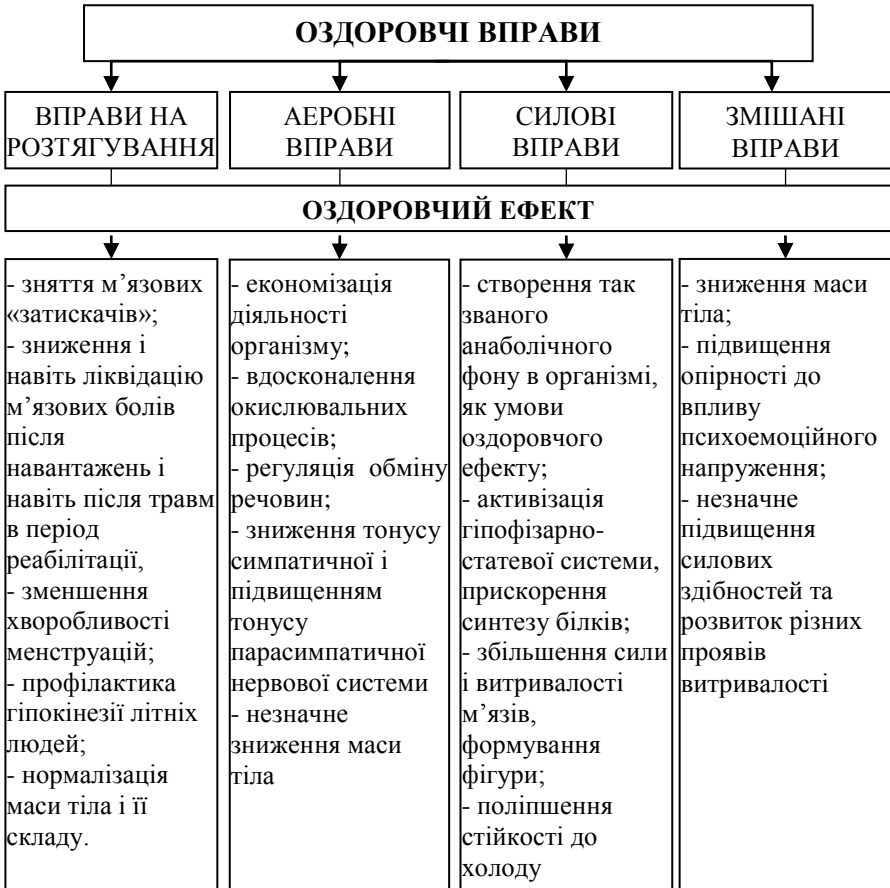 ОЗДОРОВЧІ ВПРАВИ
ВПРАВИ НА
РОЗТЯГУВАННЯ
АЕРОБНІ
ВПРАВИ
СИЛОВІ
ВПРАВИ
ЗМІШАНІ
ВПРАВИ
ОЗДОРОВЧИЙ ЕФЕКТ
- зняття м’язових
«затискачів»;
- зниження і
навіть ліквідацію
м’язових болів
після
навантажень і
навіть після травм
в період
реабілітації,
- зменшення
хворобливості
менструацій;
- профілактика
гіпокінезії літніх
людей;
- нормалізація
маси тіла і її
складу.
- економізація
діяльності
організму;
- вдосконалення
окислювальних
процесів;
- регуляція обміну
речовин;
- зниження тонусу
симпатичної і
підвищенням
тонусу
парасимпатичної
нервової системи
- незначне
зниження маси
тіла
- створення так
званого
анаболічного
фону в організмі,
як умови
оздоровчого
ефекту;
- активізація
гіпофізарно-
статевої системи,
прискорення
синтезу білків;
- збільшення сили
і витривалості
м’язів,
формування
фігури;
- поліпшення
стійкості до
холоду
- зниження маси
тіла;
- підвищення
опірності до
впливу
психоемоційного
напруження;
- незначне
підвищення
силових
здібностей та
розвиток різних
проявів
витривалості